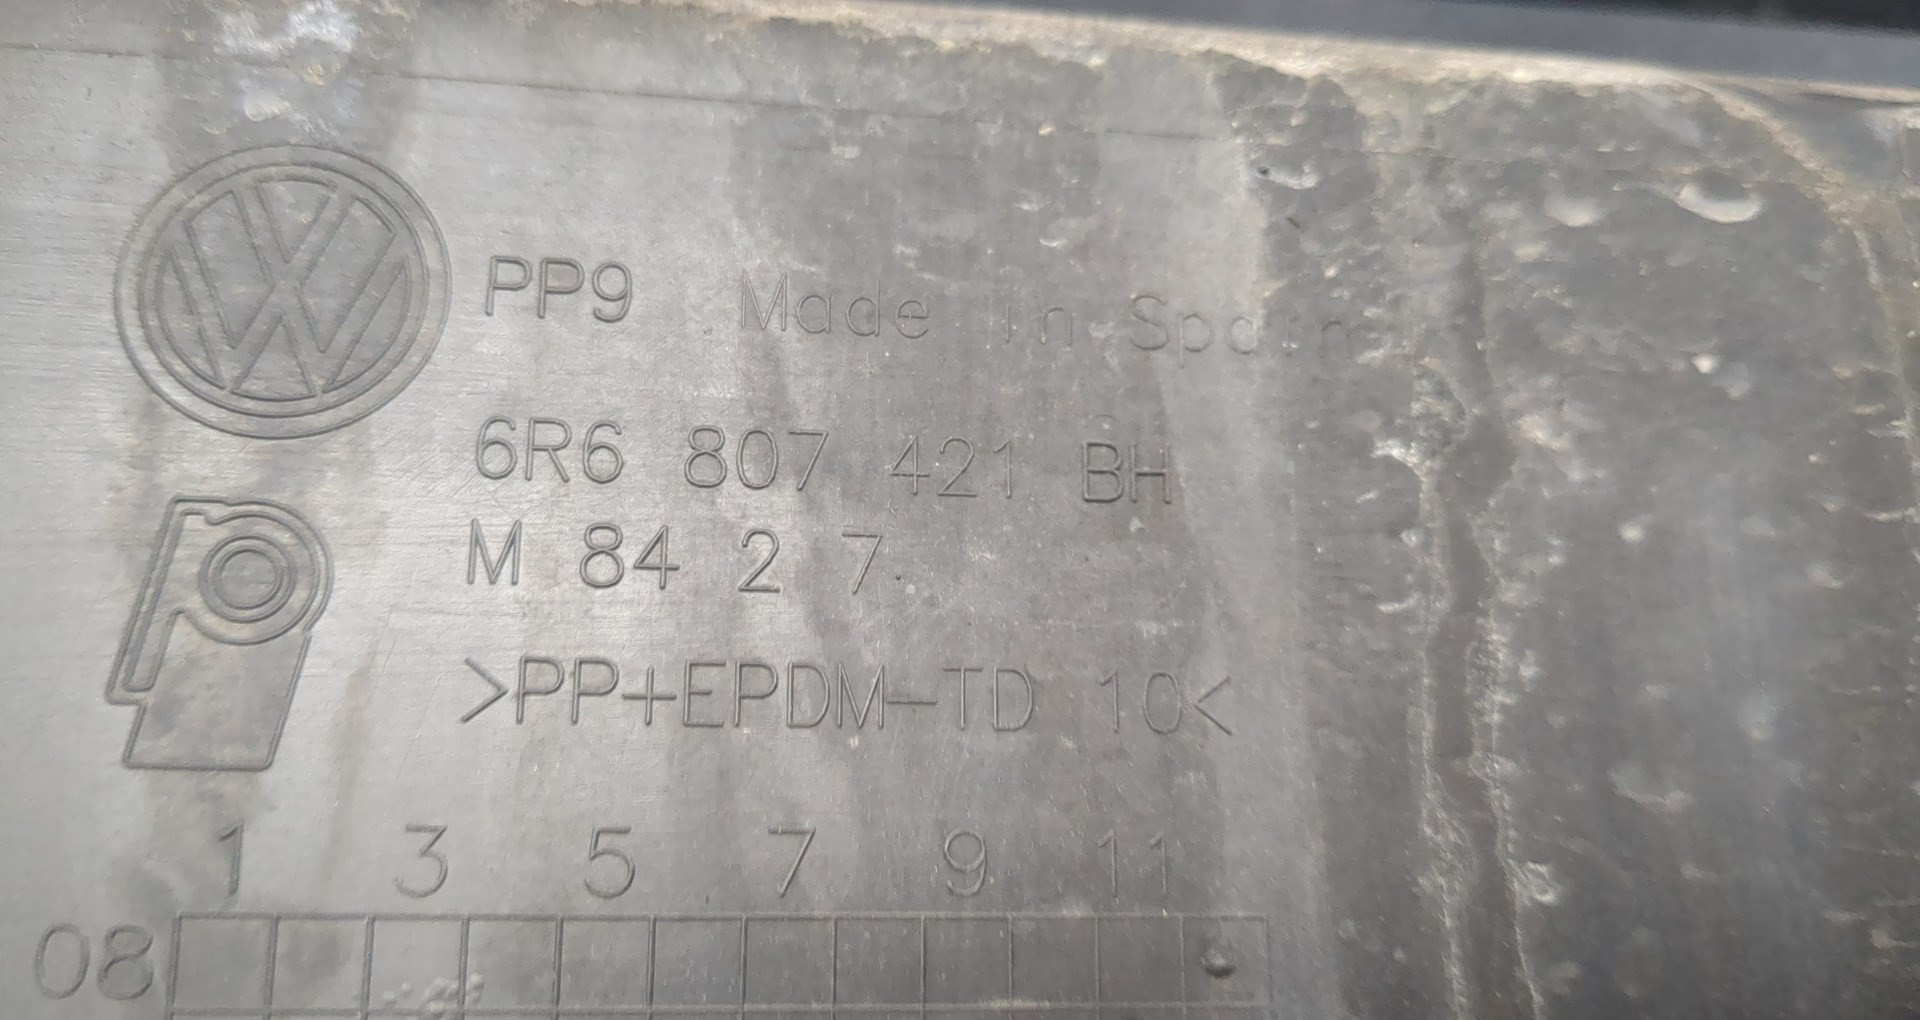 PP9 Made in Spain
6R6 807 421 BH
M 84 2 7
>PP+EPDM-TD 10<
1 3 5 7 9 11
08